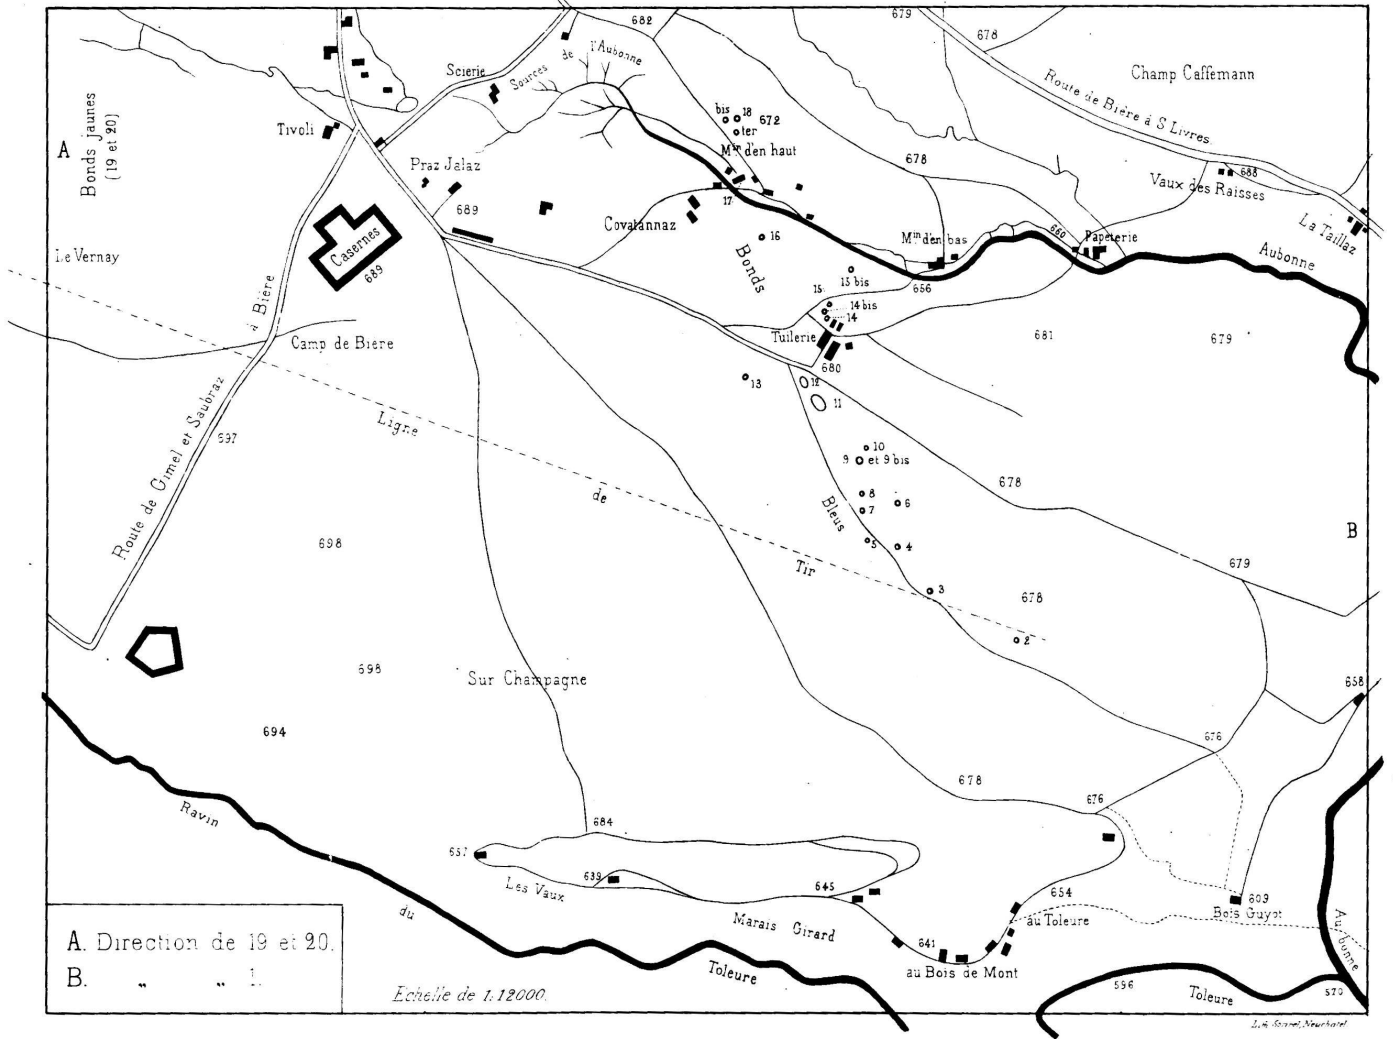 682
679
678
Champ Caffemann
Route de Bière à S Livres
Scierie
Sources de l'Aubonne
bis 18 672
ter
Tivoli
Mⁱⁿ d'en haut
678
688
Vaux des Raisses
La Taillaz
A
Bonds jaunes
(19 et 20)
Praz Jalaz
689
17
Covatannaz
16
Bonds
Mⁱⁿ d'en bas
660
Papeterie
Aubonne
Le Vernay
Casernes
689
à Bière
15 bis
656
15
14 bis
14
Tuilerie
680
681
679
Camp de Bière
13
12
11
Ligne
de
Tir
697
Route de Gimel et Saubraz
10
9 et 9 bis
8
7
6
5
4
3
2
Bleus
678
679
678
B
698
698
694
Sur Champagne
658
676
678
676
684
657
639
Les Vaux
645
Marais Girard
654
au Toleure
641
au Bois de Mont
609
Bois Guyot
Aubonne
Ravin
du
Toleure
596
Toleure
570
A. Direction de 19 et 20.
B. „ „ 1.
Echelle de 1:12000.